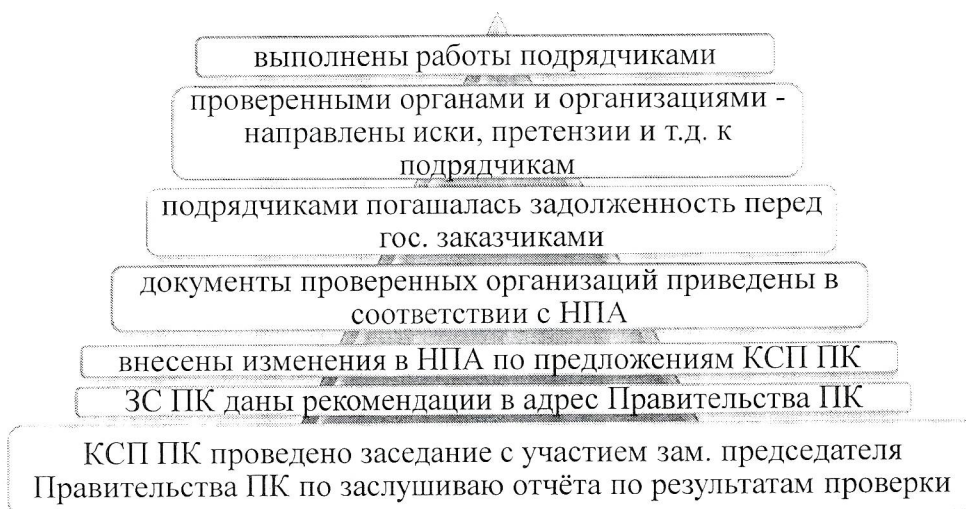 выполнены работы подрядчиками
проверенными органами и организациями -
направлены иски, претензии и т.д. к
подрядчикам
подрядчиками погашалась задолженность перед
гос. заказчиками
документы проверенных организаций приведены в
соответствии с НПА
внесены изменения в НПА по предложениям КСП ПК
ЗС ПК даны рекомендации в адрес Правительства ПК
КСП ПК проведено заседание с участием зам. председателя
Правительства ПК по заслушиваю отчёта по результатам проверки